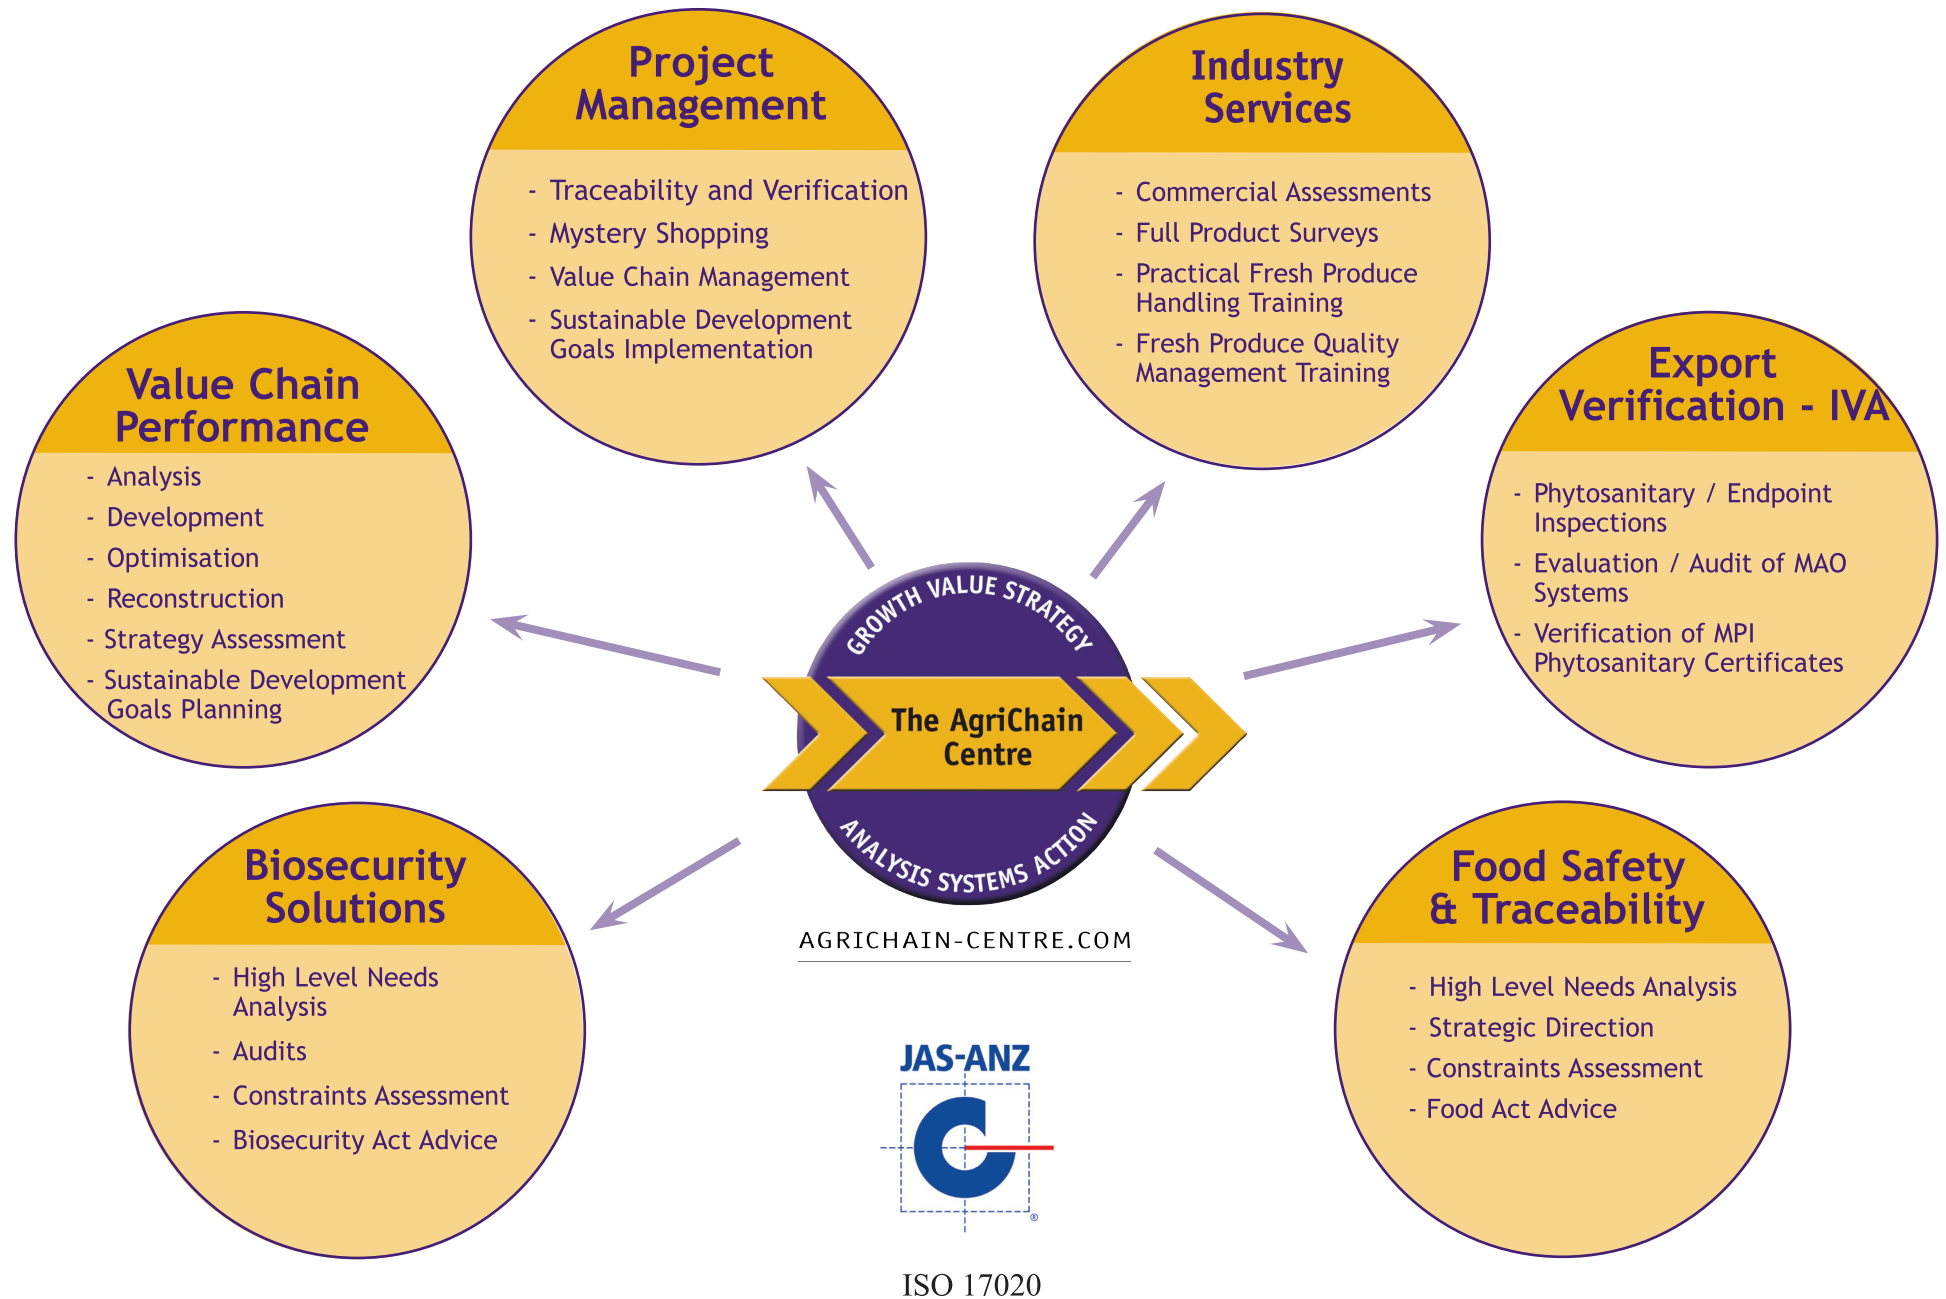 Project
Management
- Traceability and Verification
- Mystery Shopping
- Value Chain Management
- Sustainable Development
Goals Implementation
Industry
Services
- Commercial Assessments
- Full Product Surveys
- Practical Fresh Produce
Handling Training
- Fresh Produce Quality
Management Training
Value Chain
Performance
- Analysis
- Development
- Optimisation
- Reconstruction
- Strategy Assessment
- Sustainable Development
Goals Planning
Export
Verification - IVA
- Phytosanitary / Endpoint
Inspections
- Evaluation / Audit of MAO
Systems
- Verification of MPI
Phytosanitary Certificates
GROWTH VALUE STRATEGY
The AgriChain
Centre
ANALYSIS SYSTEMS ACTION
AGRICHAIN-CENTRE.COM
Biosecurity
Solutions
- High Level Needs
Analysis
- Audits
- Constraints Assessment
- Biosecurity Act Advice
Food Safety
& Traceability
- High Level Needs Analysis
- Strategic Direction
- Constraints Assessment
- Food Act Advice
JAS-ANZ
®
ISO 17020